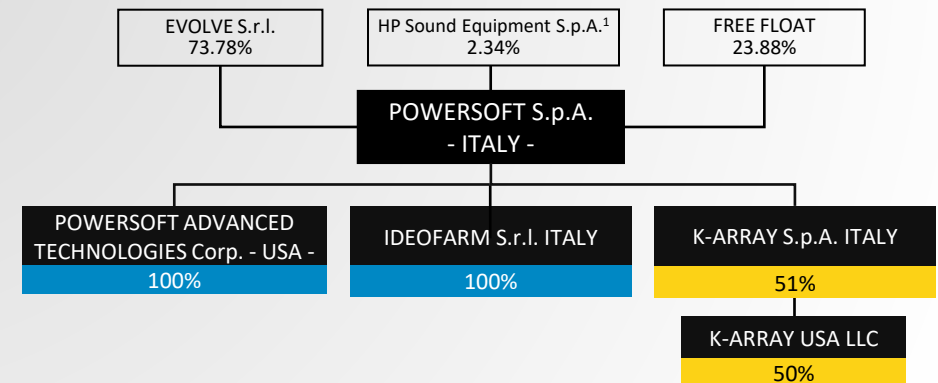 EVOLVE S.r.l.
73.78%
HP Sound Equipment S.p.A.¹
2.34%
FREE FLOAT
23.88%
POWERSOFT S.p.A.
- ITALY -
POWERSOFT ADVANCED
TECHNOLOGIES Corp. - USA -
100%
IDEOFARM S.r.l. ITALY
100%
K-ARRAY S.p.A. ITALY
51%
K-ARRAY USA LLC
50%